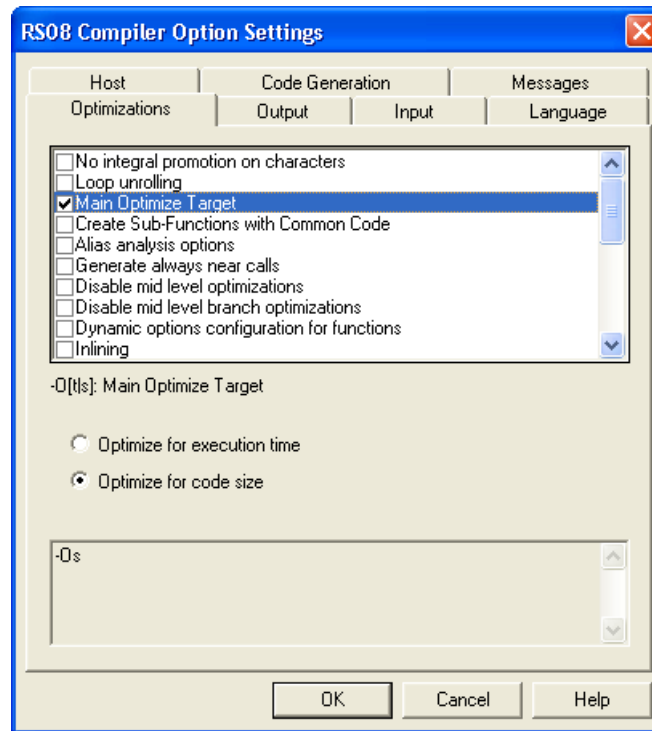 RS08 Compiler Option Settings
Host Code Generation Messages
Optimizations Output Input Language
No integral promotion on characters
Loop unrolling
Main Optimize Target
Create Sub-Functions with Common Code
Alias analysis options
Generate always near calls
Disable mid level optimizations
Disable mid level branch optimizations
Dynamic options configuration for functions
Inlining
-O[t|s]: Main Optimize Target
Optimize for execution time
Optimize for code size
-Os
OK Cancel Help